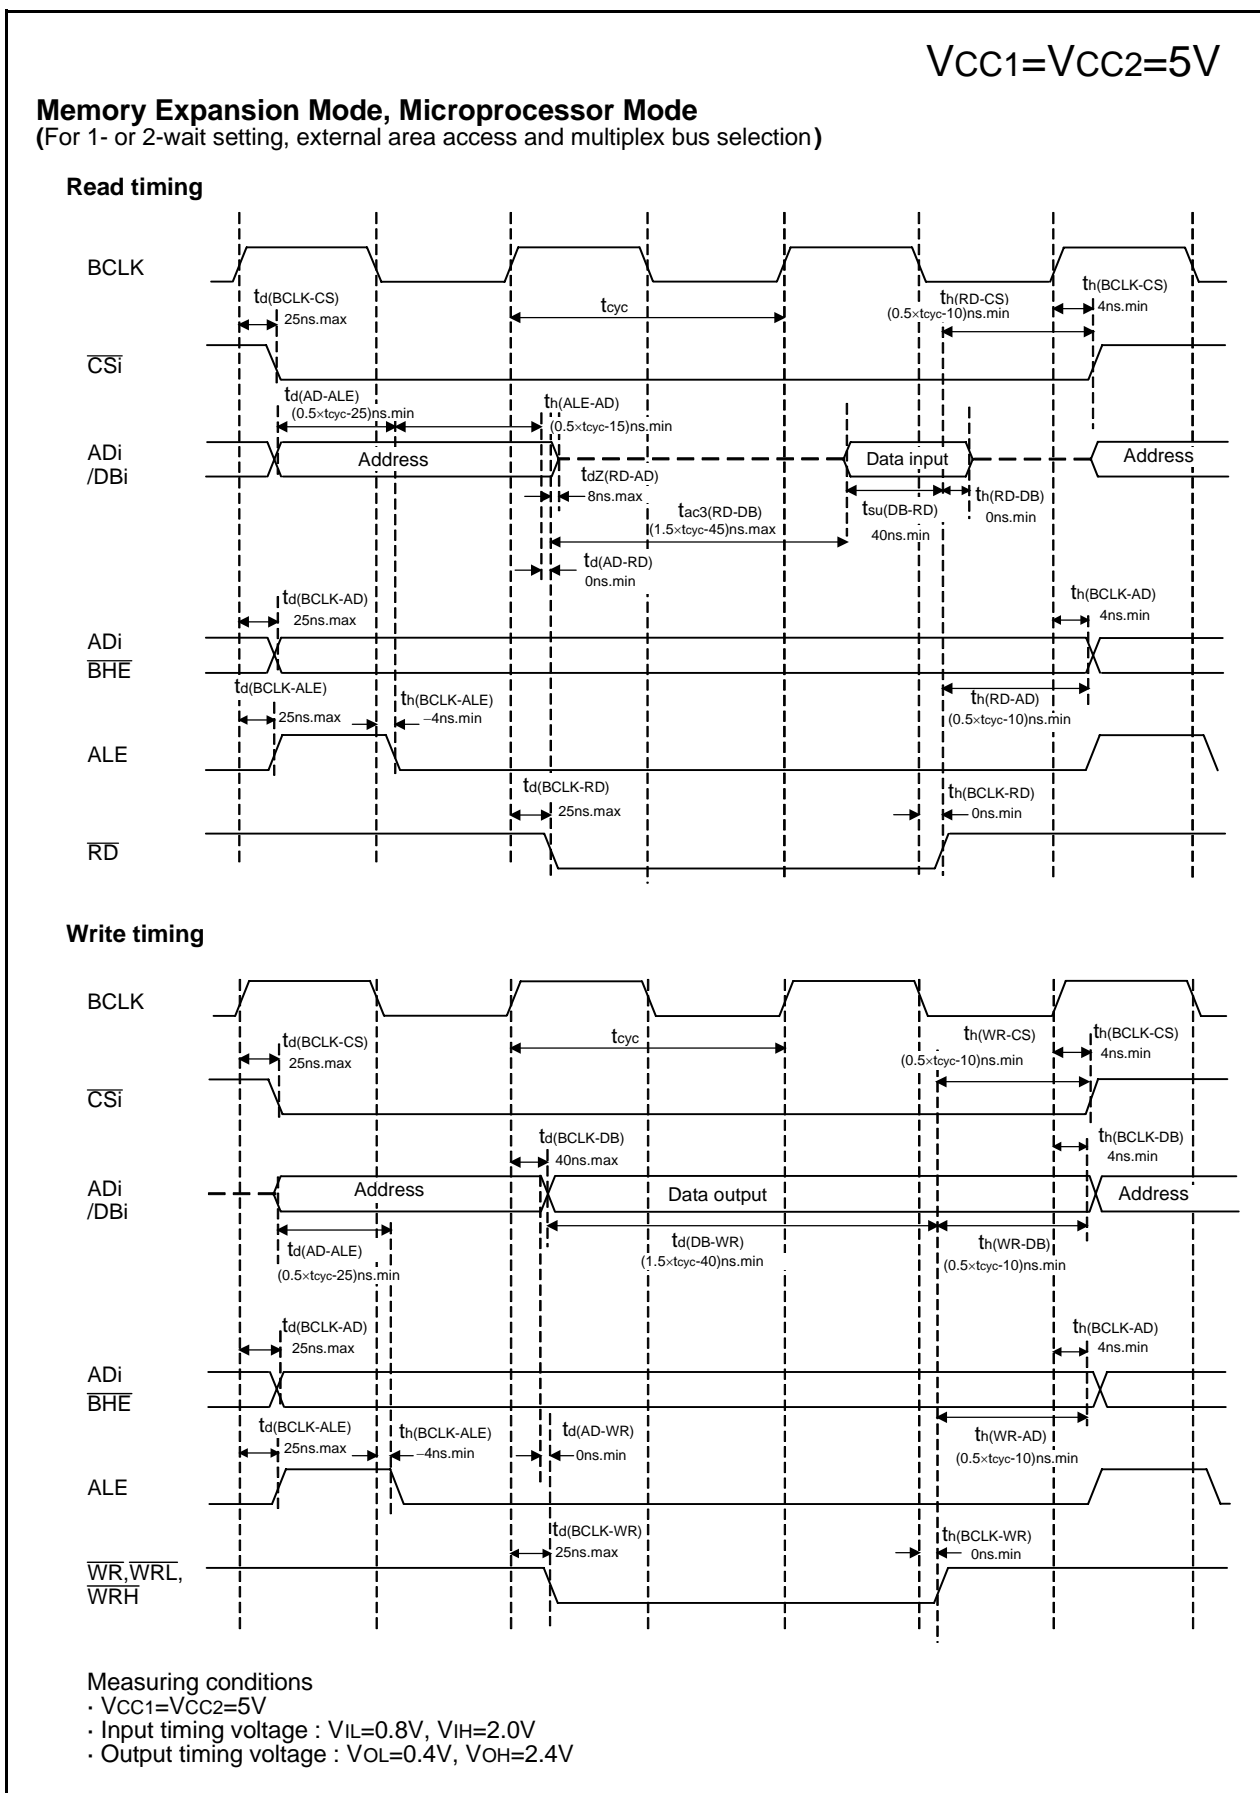 VCC1=VCC2=5V
Memory Expansion Mode, Microprocessor Mode
(For 1- or 2-wait setting, external area access and multiplex bus selection)
Read timing
BCLK
td(BCLK-CS)
25ns.max
tcyc
th(RD-CS)
(0.5×tcyc-10)ns.min
th(BCLK-CS)
4ns.min
CSi
td(AD-ALE)
(0.5×tcyc-25)ns.min
th(ALE-AD)
(0.5×tcyc-15)ns.min
ADi
/DBi
Address
Data input
Address
tdZ(RD-AD)
8ns.max
tac3(RD-DB)
(1.5×tcyc-45)ns.max
tsu(DB-RD)
40ns.min
th(RD-DB)
0ns.min
td(AD-RD)
0ns.min
td(BCLK-AD)
25ns.max
th(BCLK-AD)
4ns.min
ADi
BHE
td(BCLK-ALE)
25ns.max
th(BCLK-ALE)
−4ns.min
th(RD-AD)
(0.5×tcyc-10)ns.min
ALE
td(BCLK-RD)
25ns.max
th(BCLK-RD)
0ns.min
RD
Write timing
BCLK
td(BCLK-CS)
25ns.max
tcyc
th(WR-CS)
(0.5×tcyc-10)ns.min
th(BCLK-CS)
4ns.min
CSi
td(BCLK-DB)
40ns.max
th(BCLK-DB)
4ns.min
ADi
/DBi
Address
Data output
Address
td(AD-ALE)
(0.5×tcyc-25)ns.min
td(DB-WR)
(1.5×tcyc-40)ns.min
th(WR-DB)
(0.5×tcyc-10)ns.min
td(BCLK-AD)
25ns.max
th(BCLK-AD)
4ns.min
ADi
BHE
td(BCLK-ALE)
25ns.max
th(BCLK-ALE)
−4ns.min
td(AD-WR)
0ns.min
th(WR-AD)
(0.5×tcyc-10)ns.min
ALE
td(BCLK-WR)
25ns.max
th(BCLK-WR)
0ns.min
WR,WRL,
WRH
Measuring conditions
· VCC1=VCC2=5V
· Input timing voltage : VIL=0.8V, VIH=2.0V
· Output timing voltage : VOL=0.4V, VOH=2.4V